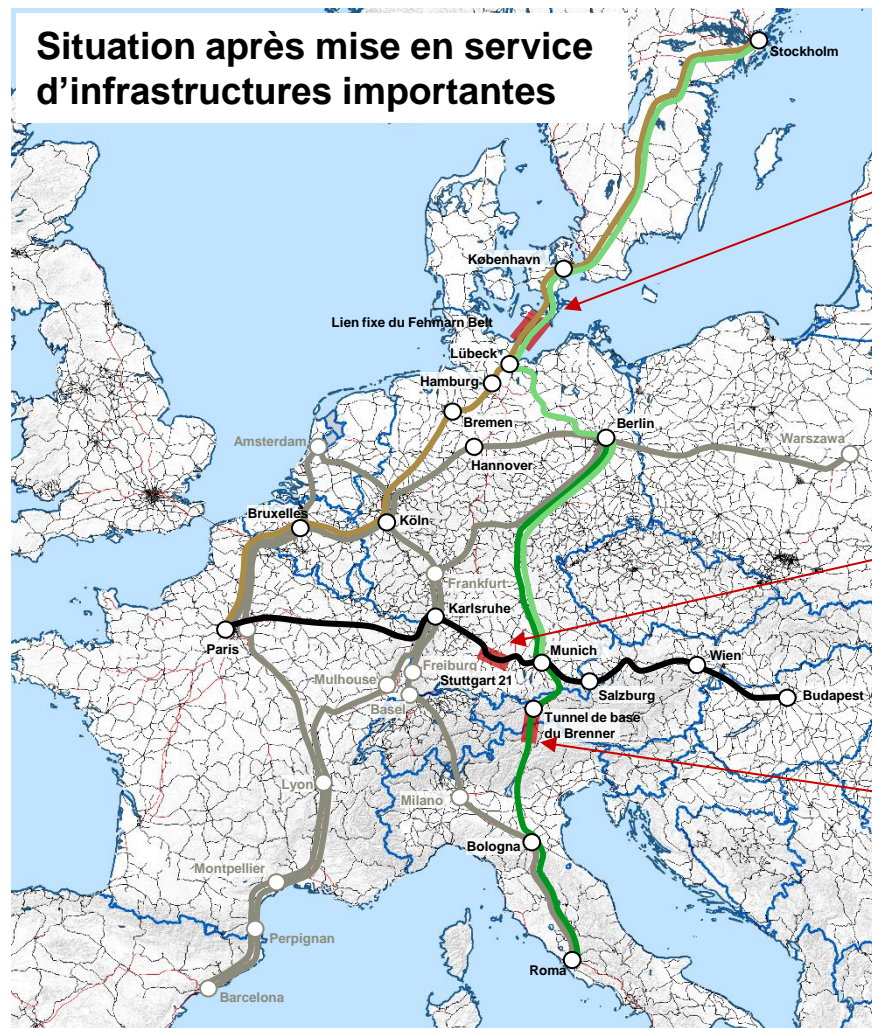 Situation après mise en service
d’infrastructures importantes
Stockholm
København
Lien fixe du Fehmarn Belt
Lübeck
Hamburg
Bremen
Berlin
Amsterdam
Hannover
Warszawa
Bruxelles
Köln
Frankfurt
Karlsruhe
Paris
Munich
Wien
Mulhouse
Freiburg
Stuttgart 21
Salzburg
Budapest
Basel
Tunnel de base
du Brenner
Lyon
Milano
Bologna
Montpellier
Perpignan
Roma
Barcelona